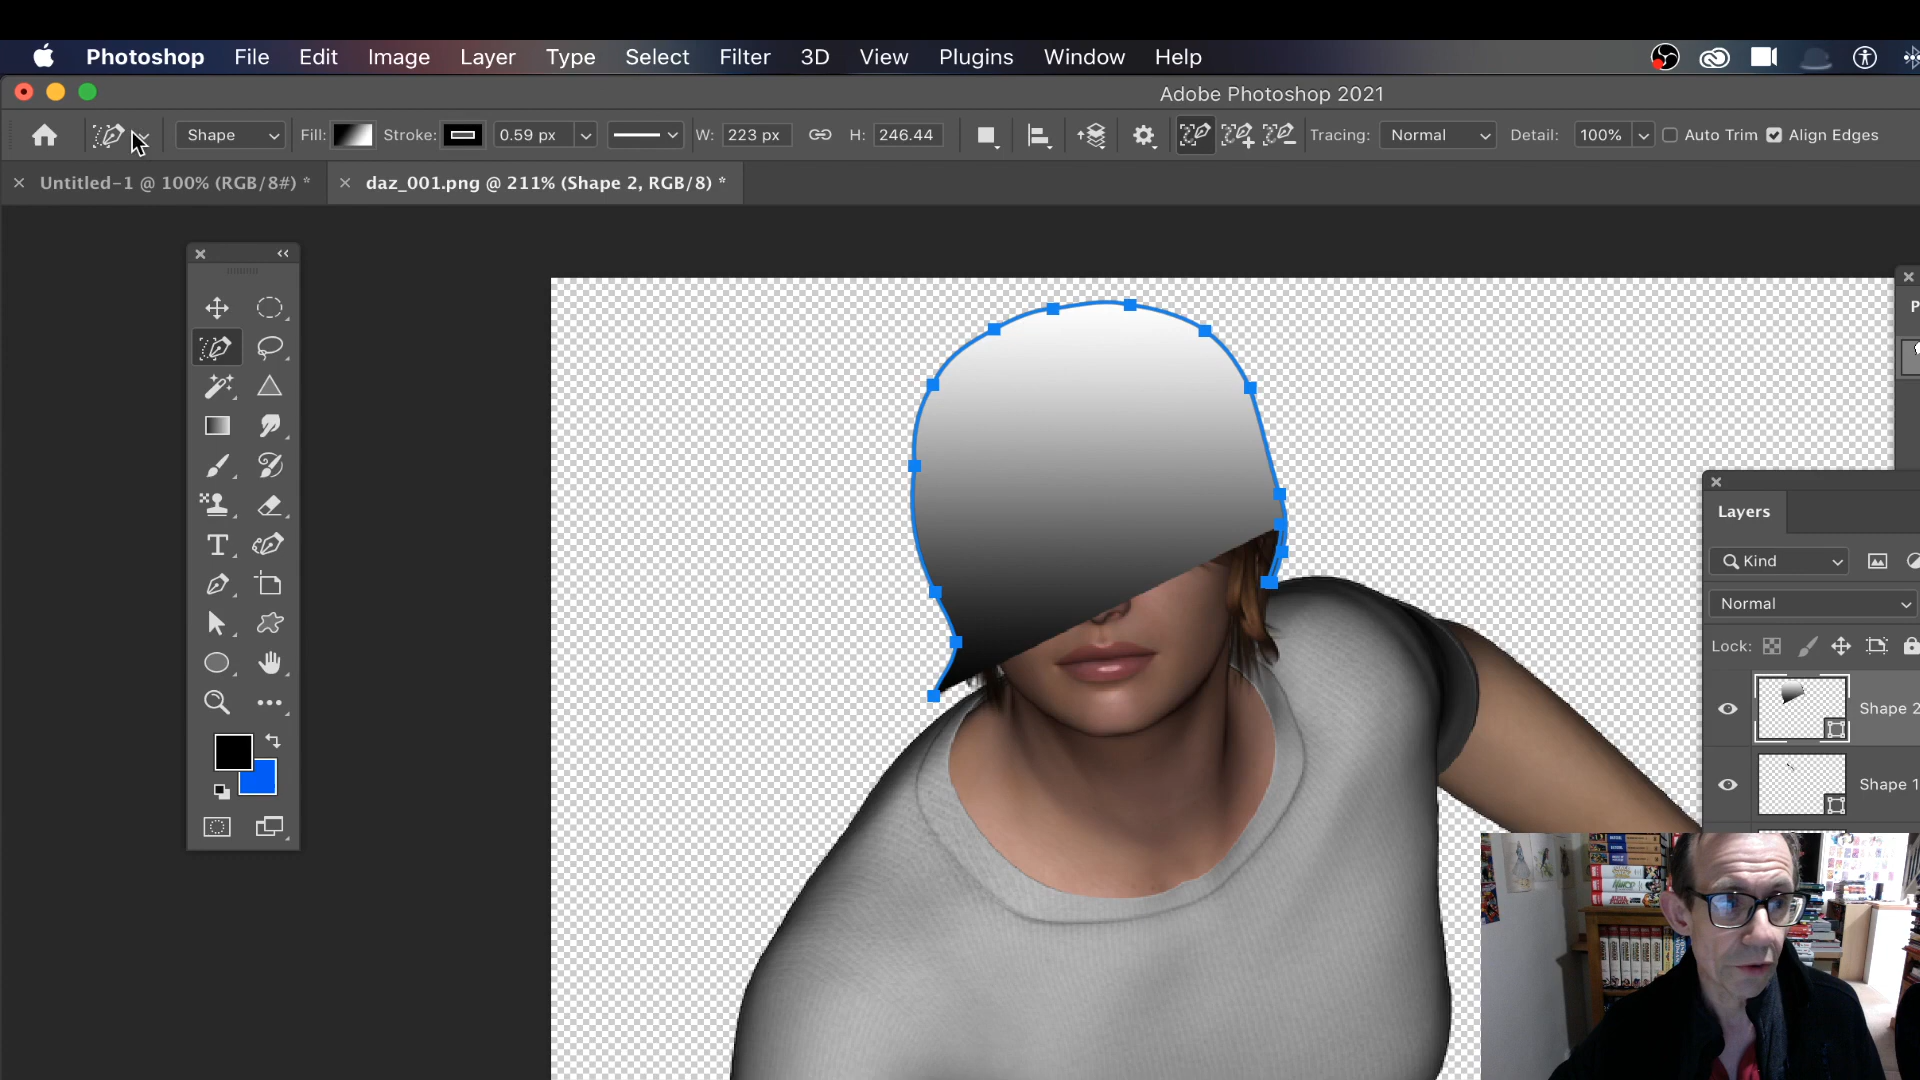 Photoshop File Edit Image Layer Type Select Filter 3D View Plugins Window Help
Adobe Photoshop 2021
Shape Fill: Stroke: 0.59 px W: 223 px H: 246.44 Tracing: Normal Detail: 100% Auto Trim Align Edges
Untitled-1 @ 100% (RGB/8#) * daz_001.png @ 211% (Shape 2, RGB/8) *
P
Layers
Kind
Normal
Lock:
Shape 2
Shape 1